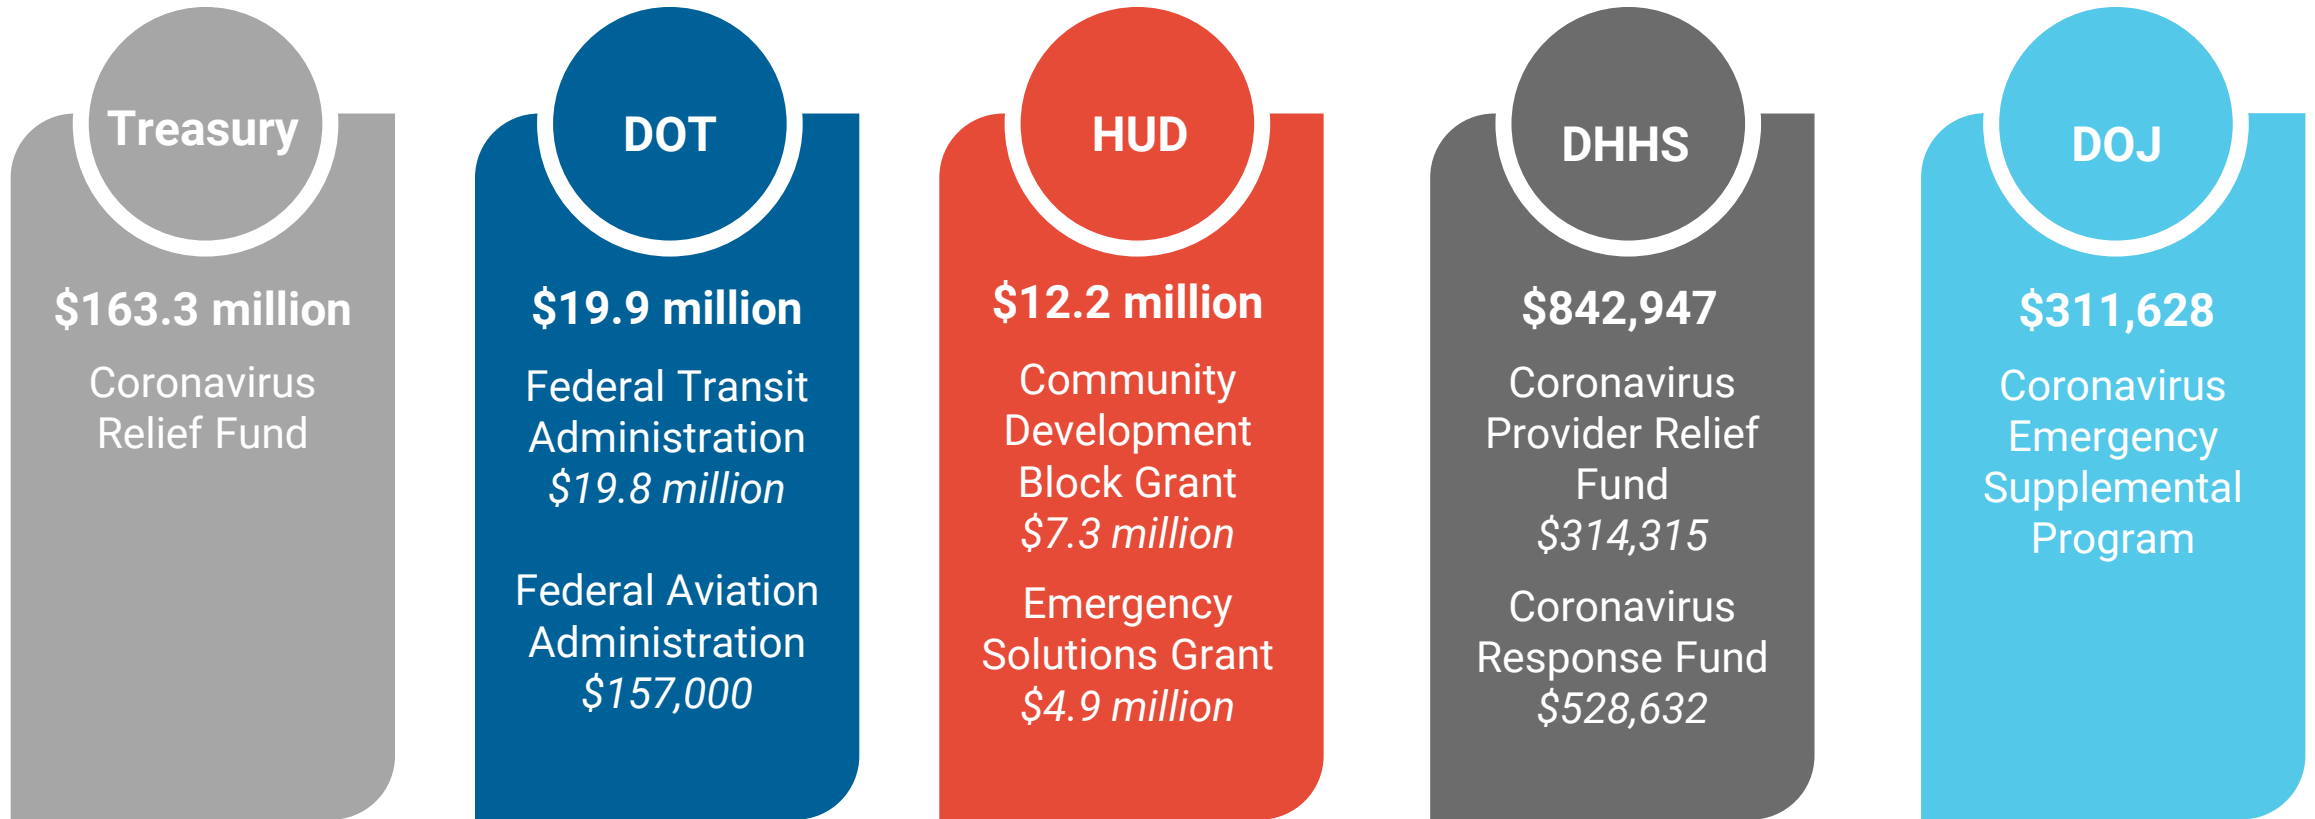 Treasury
$163.3 million
Coronavirus
Relief Fund
DOT
$19.9 million
Federal Transit
Administration
$19.8 million
Federal Aviation
Administration
$157,000
HUD
$12.2 million
Community
Development
Block Grant
$7.3 million
Emergency
Solutions Grant
$4.9 million
DHHS
$842,947
Coronavirus
Provider Relief
Fund
$314,315
Coronavirus
Response Fund
$528,632
DOJ
$311,628
Coronavirus
Emergency
Supplemental
Program